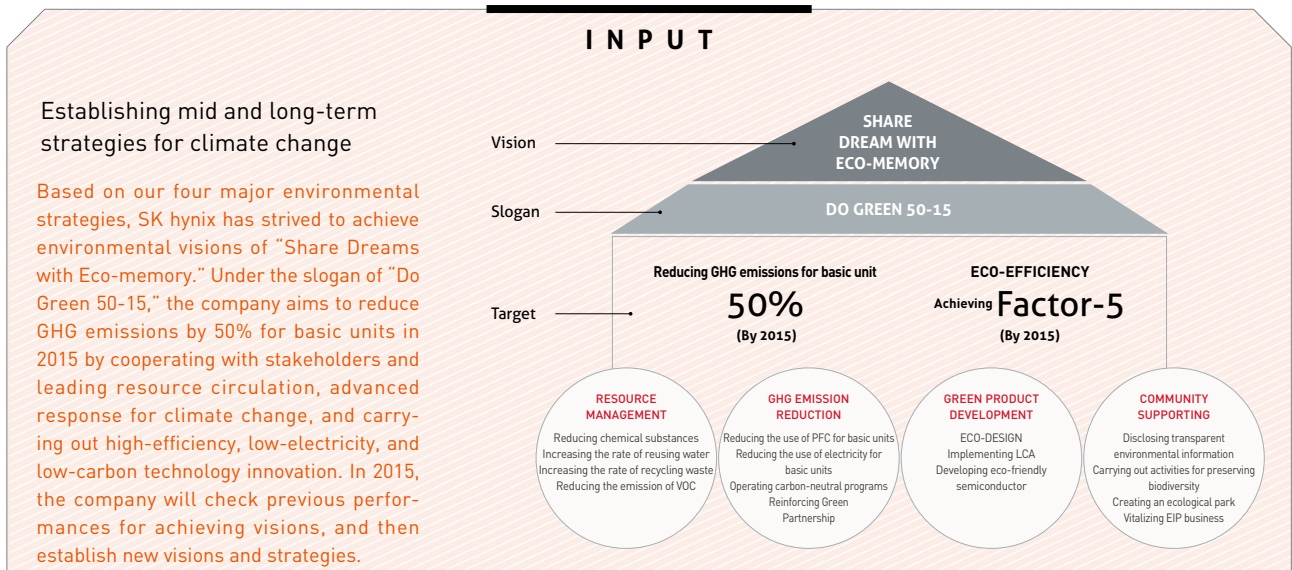 INPUT
Establishing mid and long-term
strategies for climate change
Based on our four major environmental
strategies, SK hynix has strived to achieve
environmental visions of “Share Dreams
with Eco-memory.” Under the slogan of “Do
Green 50-15,” the company aims to reduce
GHG emissions by 50% for basic units in
2015 by cooperating with stakeholders and
leading resource circulation, advanced
response for climate change, and carry-
ing out high-efficiency, low-electricity, and
low-carbon technology innovation. In 2015,
the company will check previous perfor-
mances for achieving visions, and then
establish new visions and strategies.
Vision
SHARE
DREAM WITH
ECO-MEMORY
Slogan
DO GREEN 50-15
Target
Reducing GHG emissions for basic unit
50%
(By 2015)
ECO-EFFICIENCY
Achieving Factor-5
(By 2015)
RESOURCE
MANAGEMENT
Reducing chemical substances
Increasing the rate of reusing water
Increasing the rate of recycling waste
Reducing the emission of VOC
GHG EMISSION
REDUCTION
Reducing the use of PFC for basic units
Reducing the use of electricity for
basic units
Operating carbon-neutral programs
Reinforcing Green
Partnership
GREEN PRODUCT
DEVELOPMENT
ECO-DESIGN
Implementing LCA
Developing eco-friendly
semiconductor
COMMUNITY
SUPPORTING
Disclosing transparent
environmental information
Carrying out activities for preserving
biodiversity
Creating an ecological park
Vitalizing EIP business